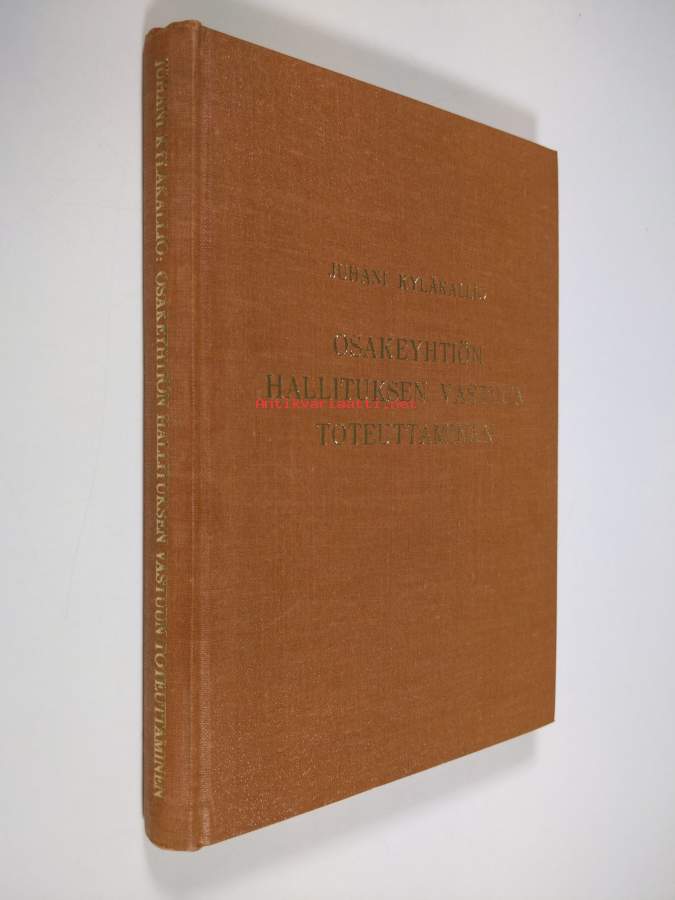 JUHANI KYLÄKALLIO: OSAKEYHTIÖN HALLITUKSEN VASTUUN TOTEUTTAMINEN
JUHANI KYLÄKALLIO
OSAKEYHTIÖN
HALLITUKSEN VASTUUN
TOTEUTTAMINEN
Antikvariaatti.net